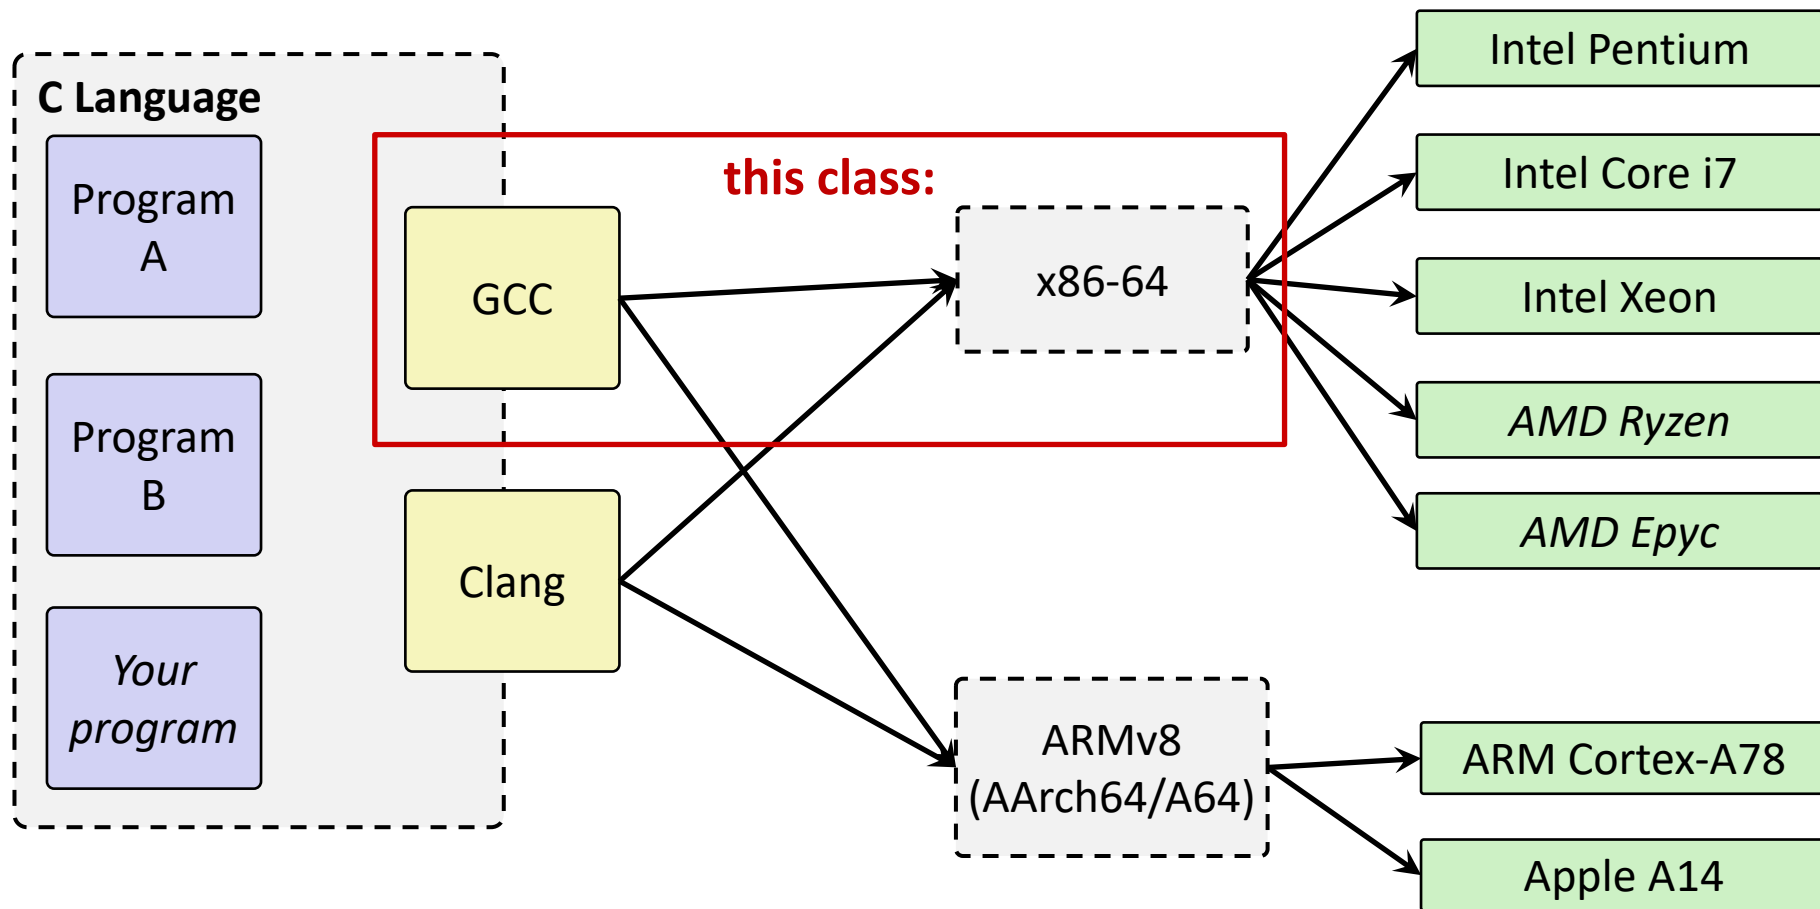 C Language
Program
A
Program
B
Your
program
this class:
GCC
Clang
x86-64
ARMv8
(AArch64/A64)
Intel Pentium
Intel Core i7
Intel Xeon
AMD Ryzen
AMD Epyc
ARM Cortex-A78
Apple A14